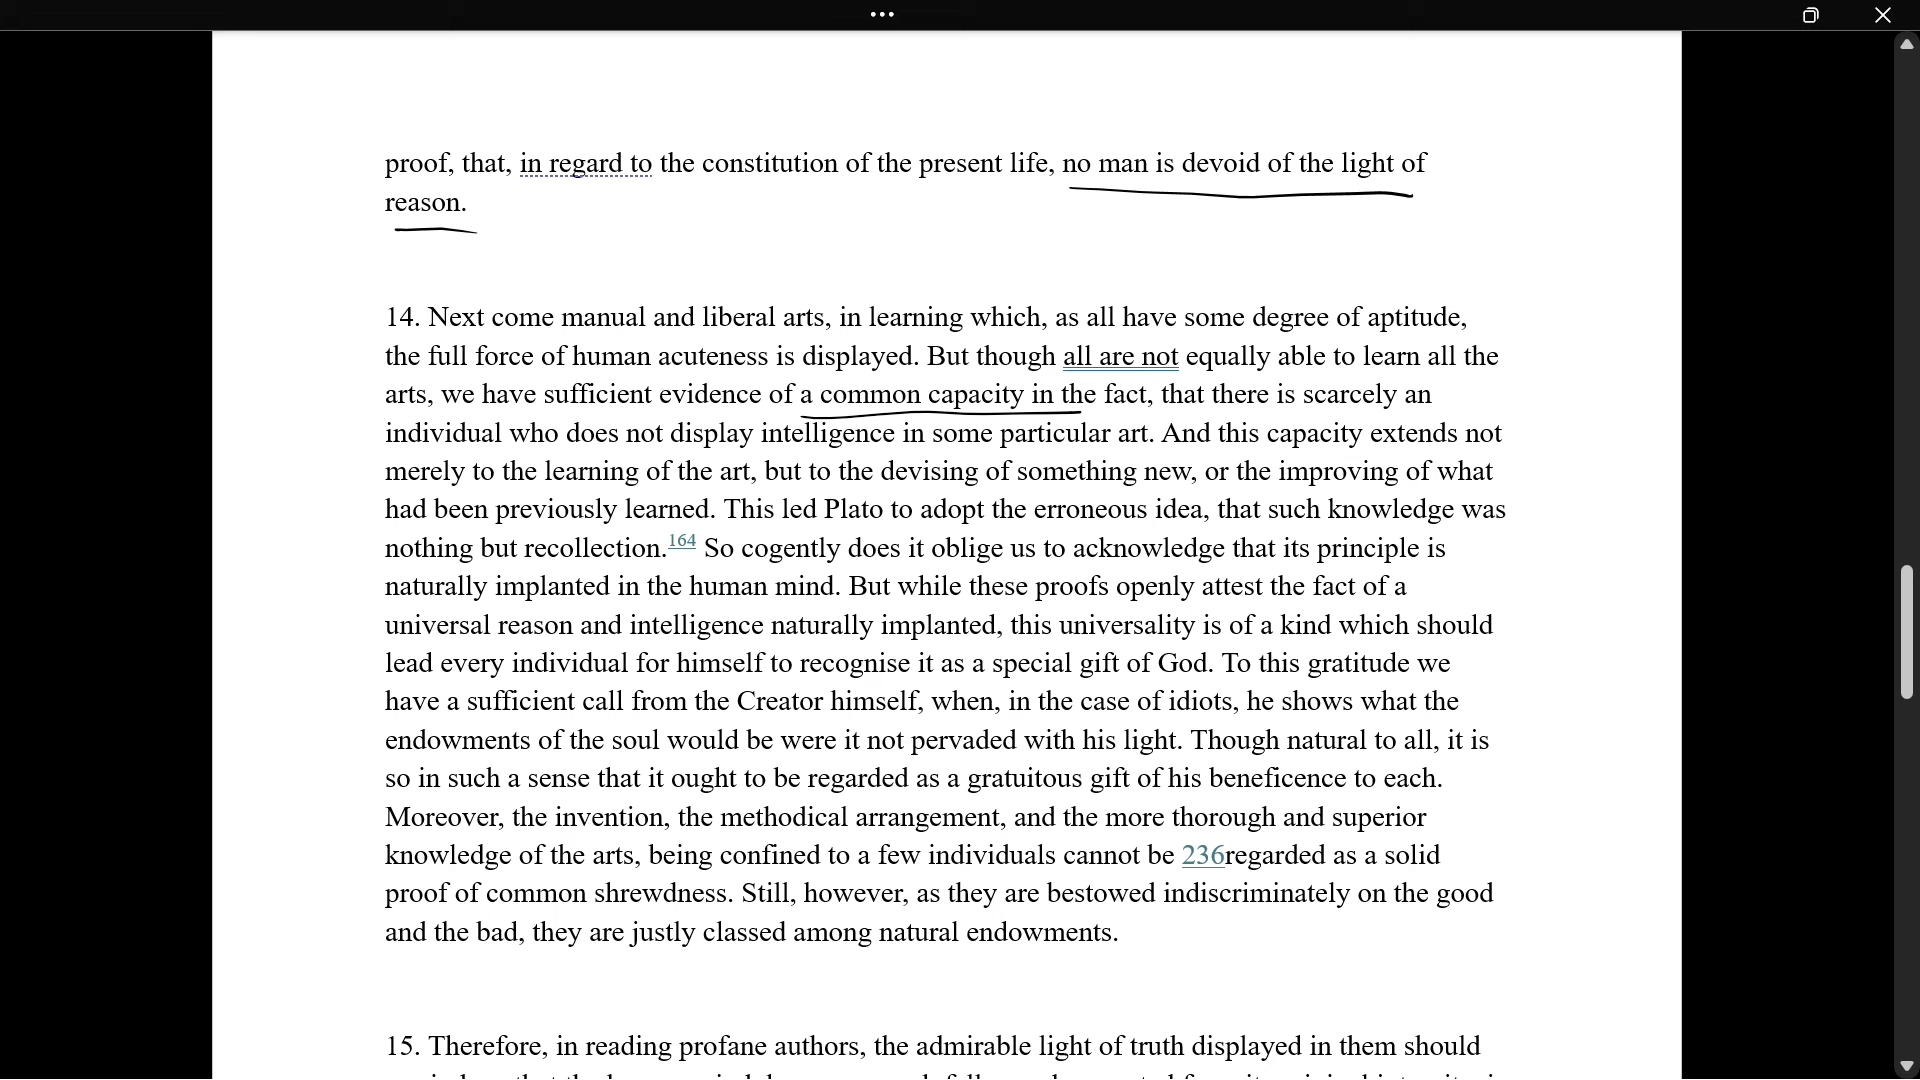 proof, that, in regard to the constitution of the present life, no man is devoid of the light of
reason.
14. Next come manual and liberal arts, in learning which, as all have some degree of aptitude,
the full force of human acuteness is displayed. But though all are not equally able to learn all the
arts, we have sufficient evidence of a common capacity in the fact, that there is scarcely an
individual who does not display intelligence in some particular art. And this capacity extends not
merely to the learning of the art, but to the devising of something new, or the improving of what
had been previously learned. This led Plato to adopt the erroneous idea, that such knowledge was
nothing but recollection.164 So cogently does it oblige us to acknowledge that its principle is
naturally implanted in the human mind. But while these proofs openly attest the fact of a
universal reason and intelligence naturally implanted, this universality is of a kind which should
lead every individual for himself to recognise it as a special gift of God. To this gratitude we
have a sufficient call from the Creator himself, when, in the case of idiots, he shows what the
endowments of the soul would be were it not pervaded with his light. Though natural to all, it is
so in such a sense that it ought to be regarded as a gratuitous gift of his beneficence to each.
Moreover, the invention, the methodical arrangement, and the more thorough and superior
knowledge of the arts, being confined to a few individuals cannot be 236regarded as a solid
proof of common shrewdness. Still, however, as they are bestowed indiscriminately on the good
and the bad, they are justly classed among natural endowments.
15. Therefore, in reading profane authors, the admirable light of truth displayed in them should